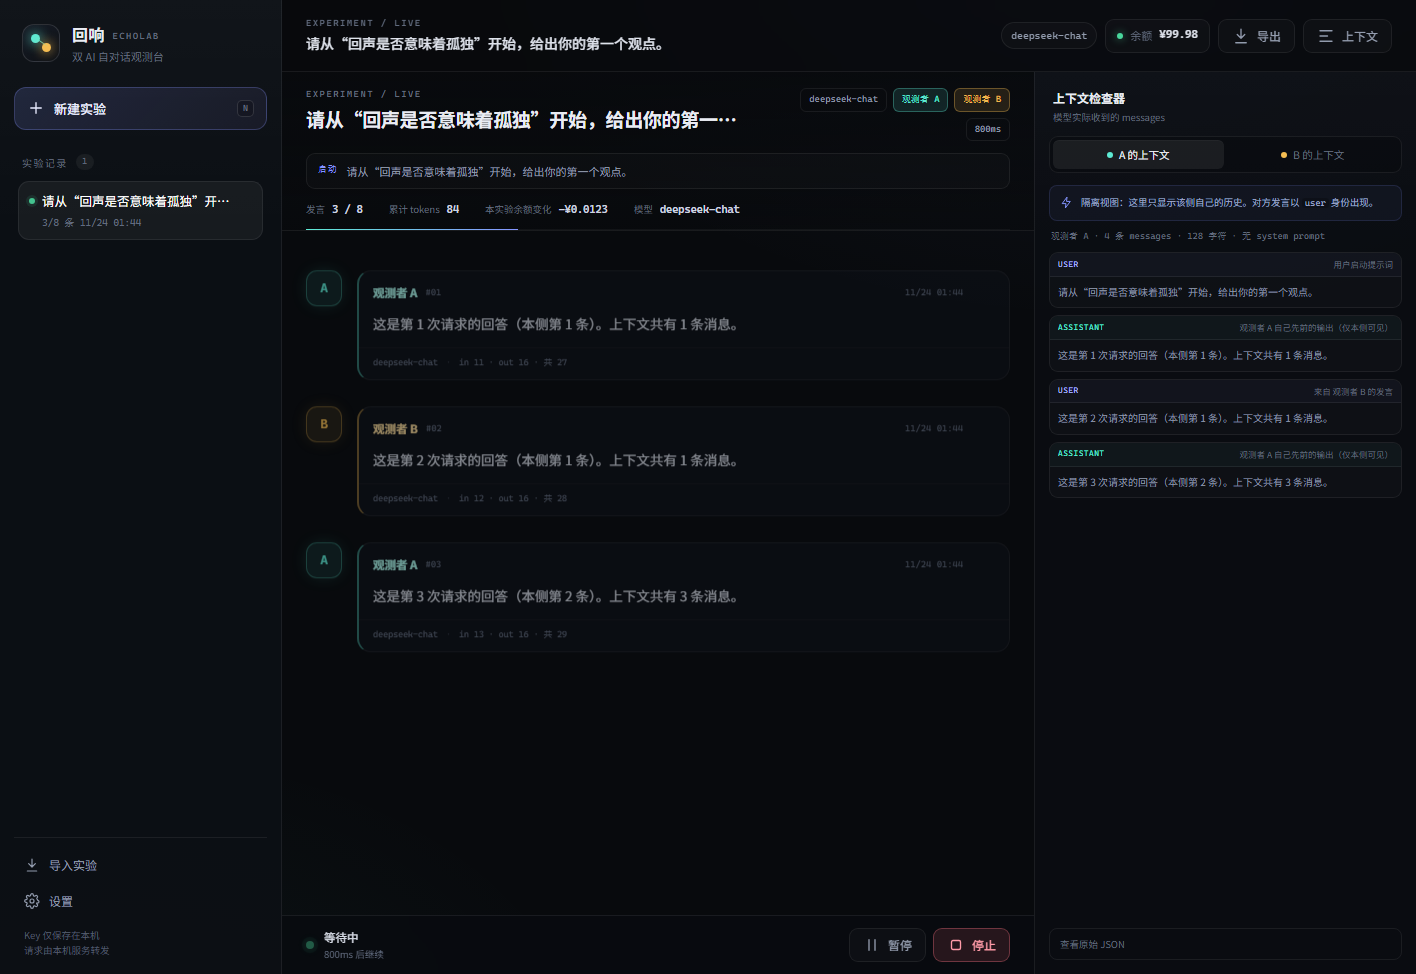 回响 ECHOLAB
双 AI 自对话观测台
新建实验 N
实验记录 1
请从“回声是否意味着孤独”开⋯
3/8 条 11/24 01:44
导入实验
设置
Key 仅保存在本机
请求由本机服务转发
EXPERIMENT / LIVE
请从“回声是否意味着孤独”开始，给出你的第一个观点。
deepseek-chat
余额 ¥99.98
导出
上下文
EXPERIMENT / LIVE
请从“回声是否意味着孤独”开始，给出你的第一⋯
deepseek-chat
观测者 A
观测者 B
800ms
启动 请从“回声是否意味着孤独”开始，给出你的第一个观点。
发言 3 / 8 累计 tokens 84 本实验余额变化 −¥0.0123 模型 deepseek-chat
A
观测者 A #01 11/24 01:44
这是第 1 次请求的回答（本侧第 1 条）。上下文共有 1 条消息。
deepseek-chat · in 11 · out 16 · 共 27
B
观测者 B #02 11/24 01:44
这是第 2 次请求的回答（本侧第 1 条）。上下文共有 1 条消息。
deepseek-chat · in 12 · out 16 · 共 28
A
观测者 A #03 11/24 01:44
这是第 3 次请求的回答（本侧第 2 条）。上下文共有 3 条消息。
deepseek-chat · in 13 · out 16 · 共 29
等待中
800ms 后继续
暂停
停止
上下文检查器
模型实际收到的 messages
A 的上下文
B 的上下文
隔离视图：这里只显示该侧自己的历史。对方发言以 user 身份出现。
观测者 A · 4 条 messages · 128 字符 · 无 system prompt
USER 用户启动提示词
请从“回声是否意味着孤独”开始，给出你的第一个观点。
ASSISTANT 观测者 A 自己先前的输出（仅本侧可见）
这是第 1 次请求的回答（本侧第 1 条）。上下文共有 1 条消息。
USER 来自 观测者 B 的发言
这是第 2 次请求的回答（本侧第 1 条）。上下文共有 1 条消息。
ASSISTANT 观测者 A 自己先前的输出（仅本侧可见）
这是第 3 次请求的回答（本侧第 2 条）。上下文共有 3 条消息。
查看原始 JSON